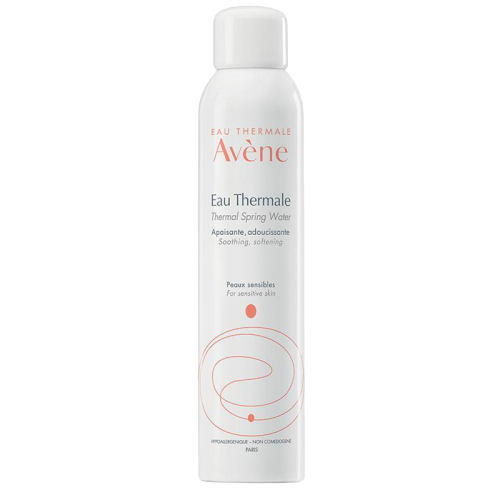 EAU THERMALE
Avène
Eau Thermale
Thermal Spring Water
Apaisante, adoucissante
Soothing, softening
Peaux sensibles
For sensitive skin
HYPOALLERGENIQUE – NON COMEDOGENE
PARIS